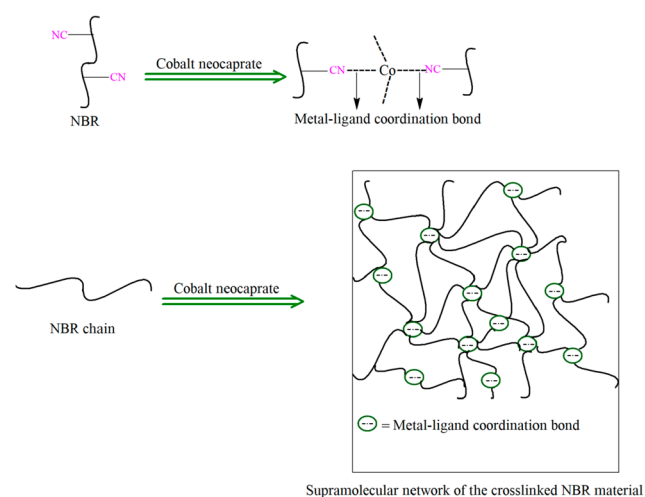 NC
CN
NBR
Cobalt neocaprate
CN Co NC
Metal-ligand coordination bond
NBR chain
Cobalt neocaprate
= Metal-ligand coordination bond
Supramolecular network of the crosslinked NBR material